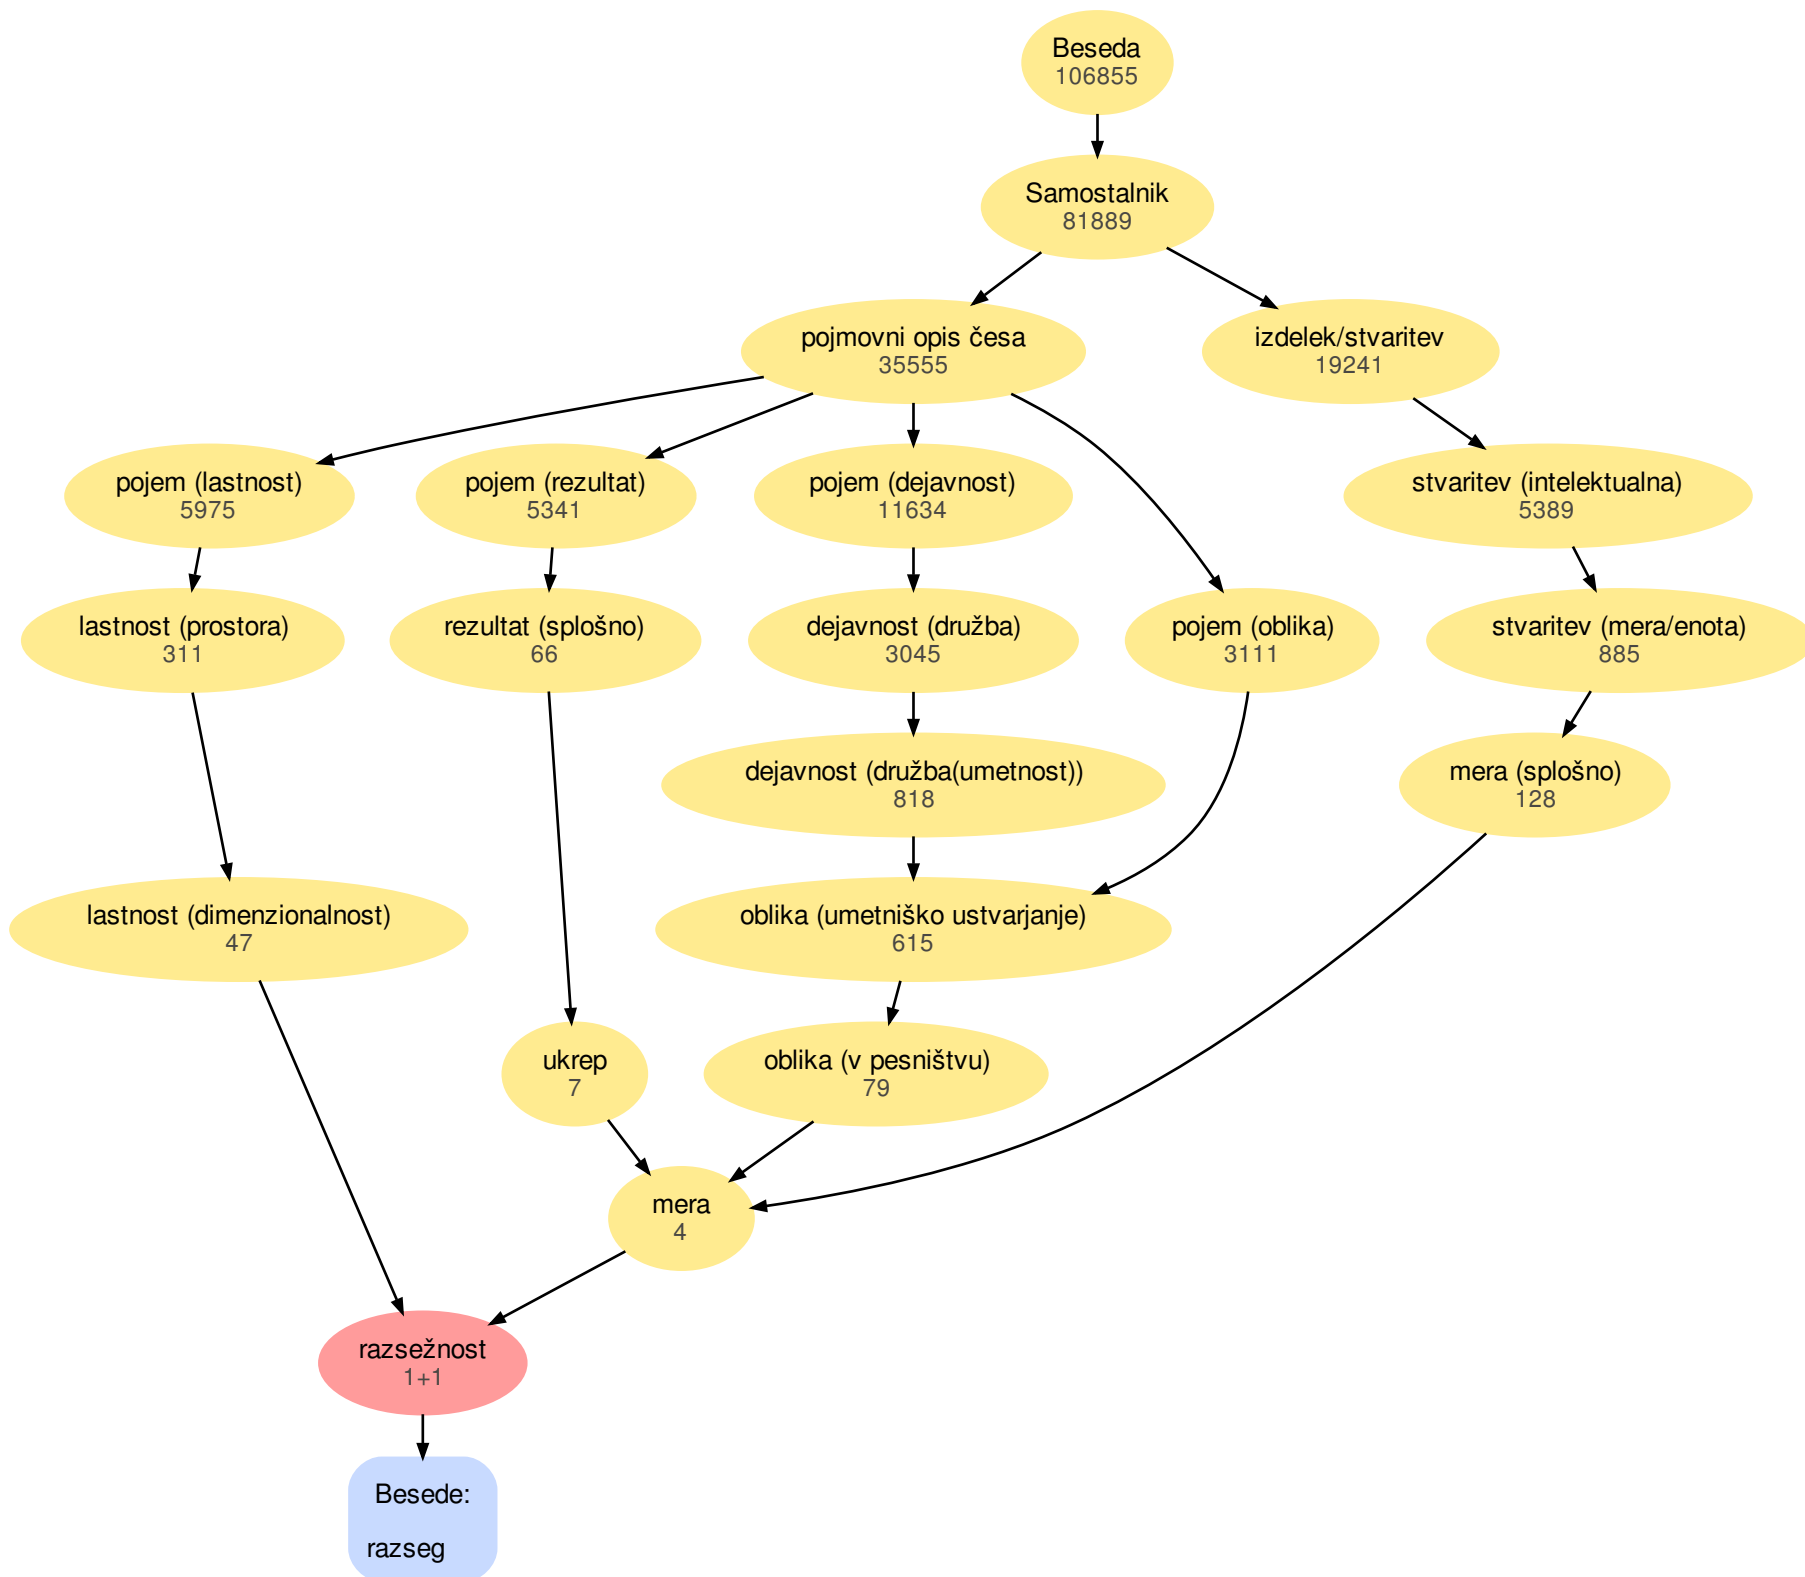 Beseda
106855
Samostalnik
81889
pojmovni opis česa
35555
izdelek/stvaritev
19241
pojem (lastnost)
5975
pojem (rezultat)
5341
pojem (dejavnost)
11634
stvaritev (intelektualna)
5389
lastnost (prostora)
311
rezultat (splošno)
66
dejavnost (družba)
3045
pojem (oblika)
3111
stvaritev (mera/enota)
885
dejavnost (družba(umetnost))
818
mera (splošno)
128
lastnost (dimenzionalnost)
47
oblika (umetniško ustvarjanje)
615
ukrep
7
oblika (v pesništvu)
79
mera
4
razsežnost
1+1
Besede:
razseg